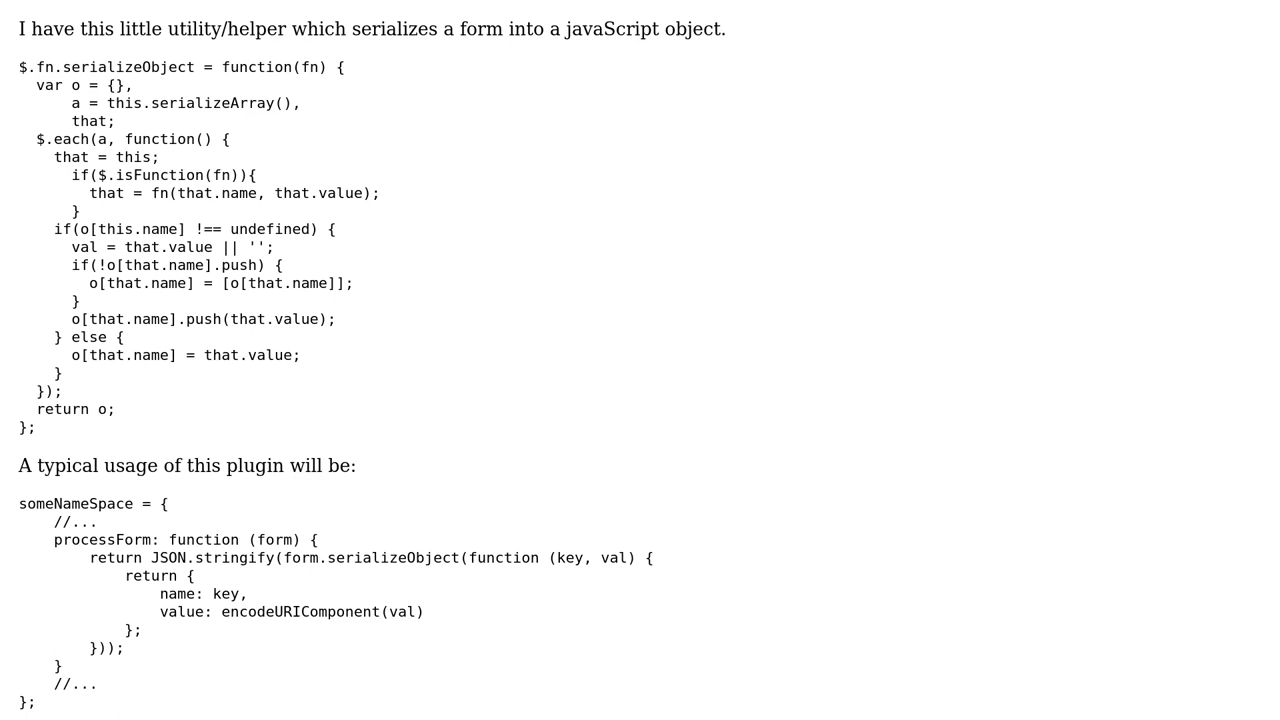 I have this little utility/helper which serializes a form into a javaScript object.
$.fn.serializeObject = function(fn) {
  var o = {},
      a = this.serializeArray(),
      that;
  $.each(a, function() {
    that = this;
      if($.isFunction(fn)){
        that = fn(that.name, that.value);
      }
    if(o[this.name] !== undefined) {
      val = that.value || '';
      if(!o[that.name].push) {
        o[that.name] = [o[that.name]];
      }
      o[that.name].push(that.value);
    } else {
      o[that.name] = that.value;
    }
  });
  return o;
};
A typical usage of this plugin will be:
someNameSpace = {
    //...
    processForm: function (form) {
        return JSON.stringify(form.serializeObject(function (key, val) {
            return {
                name: key,
                value: encodeURIComponent(val)
            };
        }));
    }
    //...
};